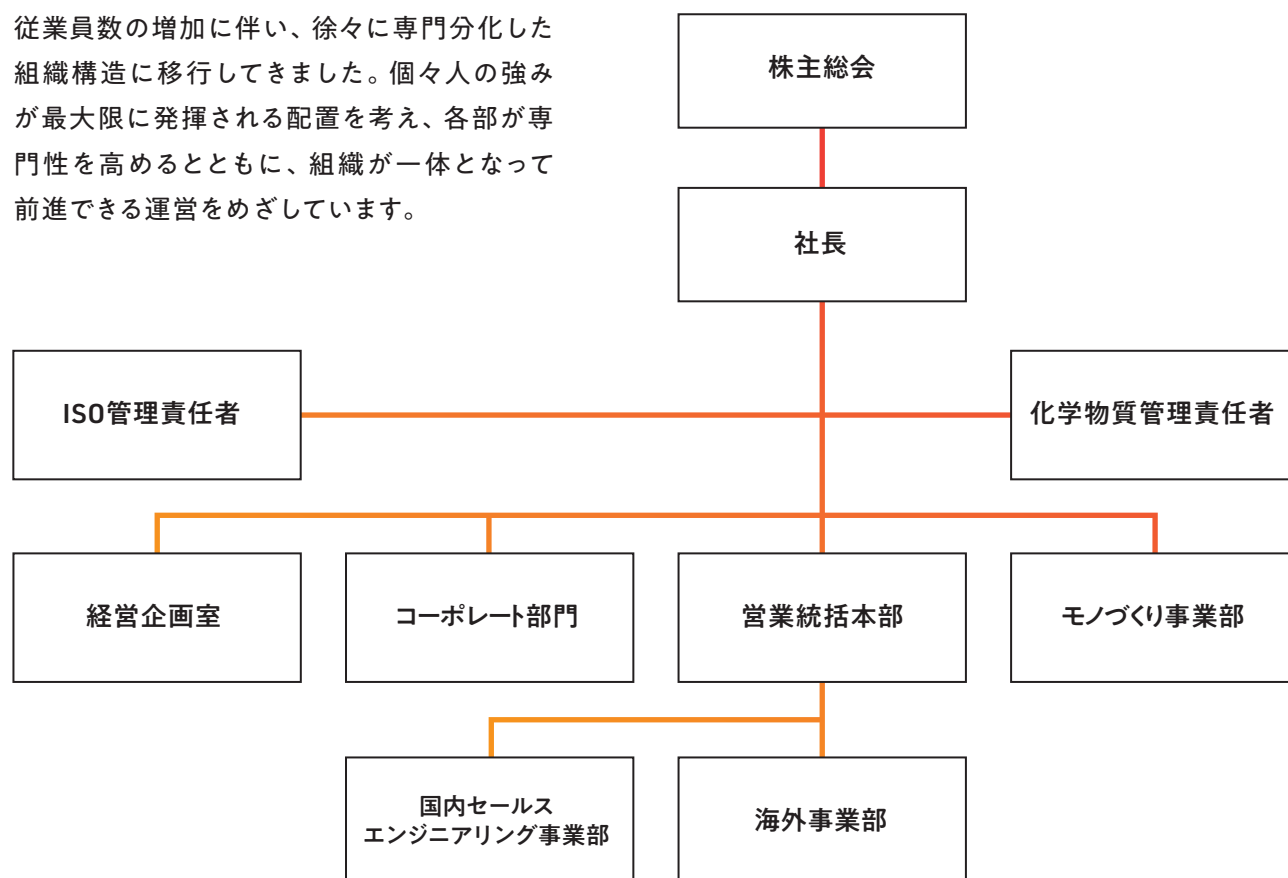 従業員数の増加に伴い、徐々に専門分化した
組織構造に移行してきました。個々人の強み
が最大限に発揮される配置を考え、各部が専
門性を高めるとともに、組織が一体となって
前進できる運営をめざしています。
株主総会
社長
ISO管理責任者
化学物質管理責任者
経営企画室
コーポレート部門
営業統括本部
モノづくり事業部
国内セールス
エンジニアリング事業部
海外事業部